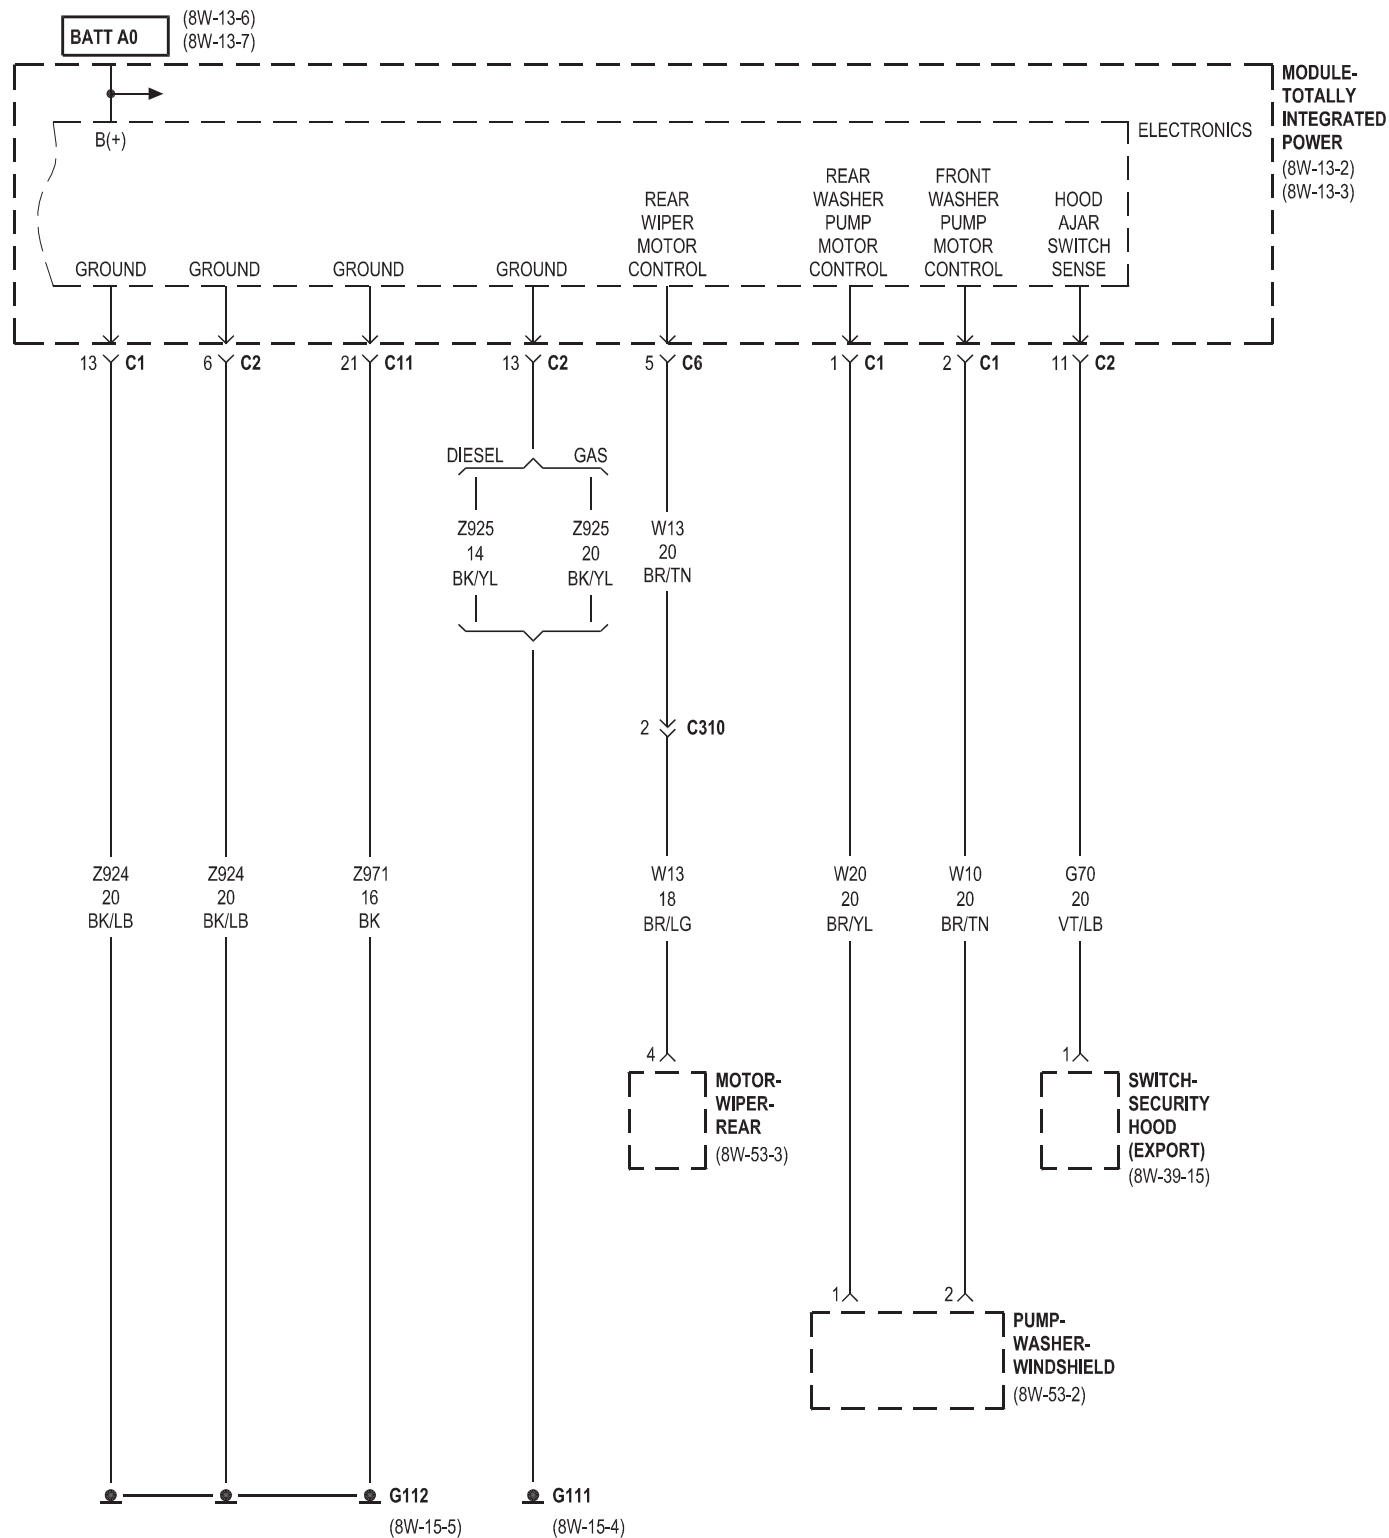 BATT A0
(8W-13-6)
(8W-13-7)
MODULE-
TOTALLY
INTEGRATED
POWER
(8W-13-2)
(8W-13-3)
B(+)
ELECTRONICS
GROUND
GROUND
GROUND
GROUND
REAR
WIPER
MOTOR
CONTROL
REAR
WASHER
PUMP
MOTOR
CONTROL
FRONT
WASHER
PUMP
MOTOR
CONTROL
HOOD
AJAR
SWITCH
SENSE
13 C1
6 C2
21 C11
13 C2
5 C6
1 C1
2 C1
11 C2
DIESEL
GAS
Z925
14
BK/YL
Z925
20
BK/YL
W13
20
BR/TN
2 C310
Z924
20
BK/LB
Z924
20
BK/LB
Z971
16
BK
W13
18
BR/LG
W20
20
BR/YL
W10
20
BR/TN
G70
20
VT/LB
4
MOTOR-
WIPER-
REAR
(8W-53-3)
1
SWITCH-
SECURITY
HOOD
(EXPORT)
(8W-39-15)
1
2
PUMP-
WASHER-
WINDSHIELD
(8W-53-2)
G112
(8W-15-5)
G111
(8W-15-4)